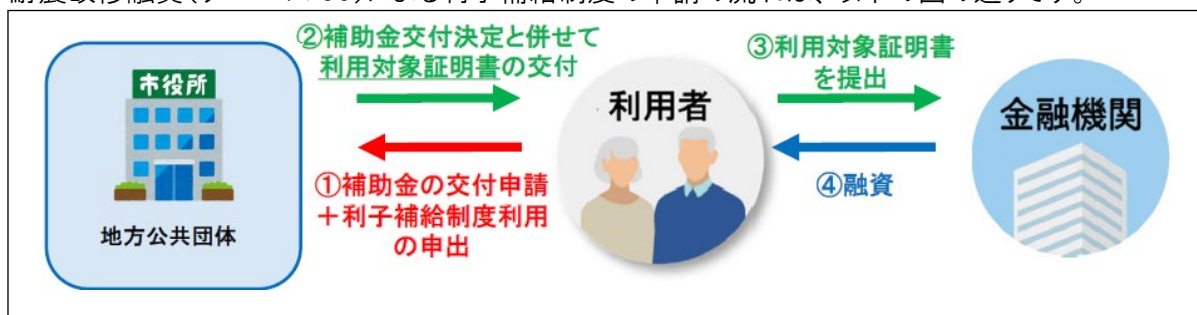 ②補助金交付決定と併せて
利用対象証明書の交付
③利用対象証明書
を提出
市役所
利用者
金融機関
①補助金の交付申請
＋利子補給制度利用
の申出
④融資
地方公共団体